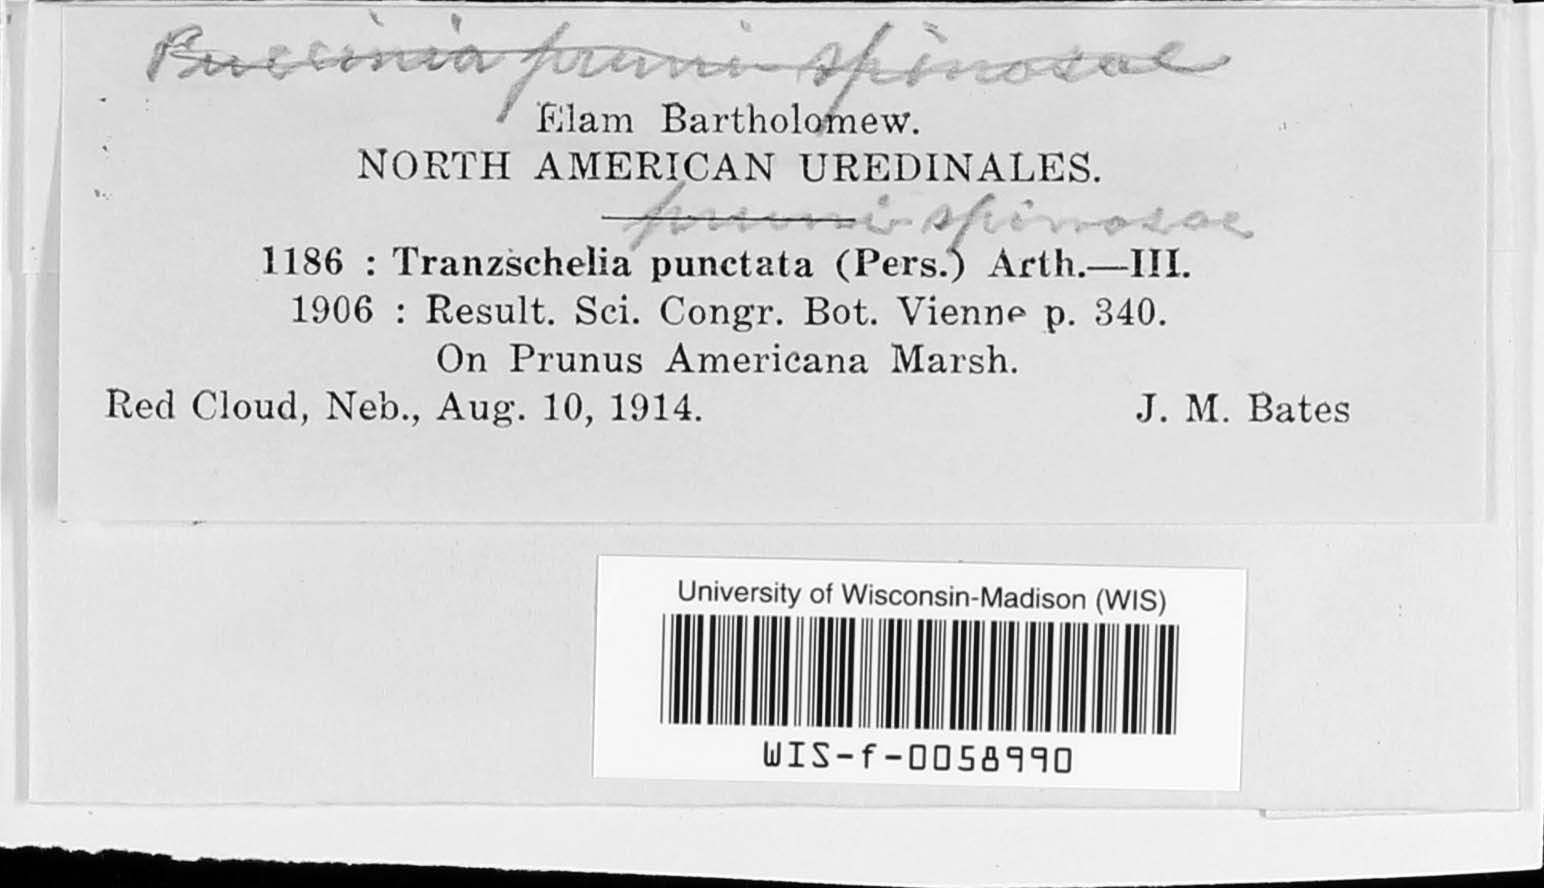 Puccinia pruni-spinosae
Elam Bartholomew.
NORTH AMERICAN UREDINALES.
pruni-spinosae
1186 : Tranzschelia punctata (Pers.) Arth.—III.
1906 : Result. Sci. Congr. Bot. Vienne p. 340.
On Prunus Americana Marsh.
Red Cloud, Neb., Aug. 10, 1914. J. M. Bates
University of Wisconsin-Madison (WIS)
WIS-f-0058990